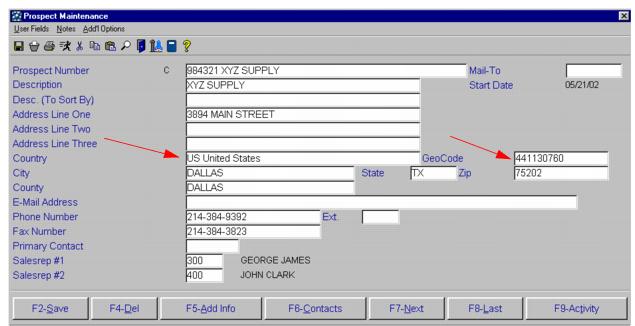 Prospect Maintenance
User Fields Notes Add'l Options
Prospect Number C 984321 XYZ SUPPLY Mail-To
Description XYZ SUPPLY Start Date 05/21/02
Desc. (To Sort By)
Address Line One 3894 MAIN STREET
Address Line Two
Address Line Three
Country US United States GeoCode 441130760
City DALLAS State TX Zip 75202
County DALLAS
E-Mail Address
Phone Number 214-384-9392 Ext.
Fax Number 214-384-3823
Primary Contact
Salesrep #1 300 GEORGE JAMES
Salesrep #2 400 JOHN CLARK
F2-Save F4-Del F5-Add Info F6-Contacts F7-Next F8-Last F9-Activity